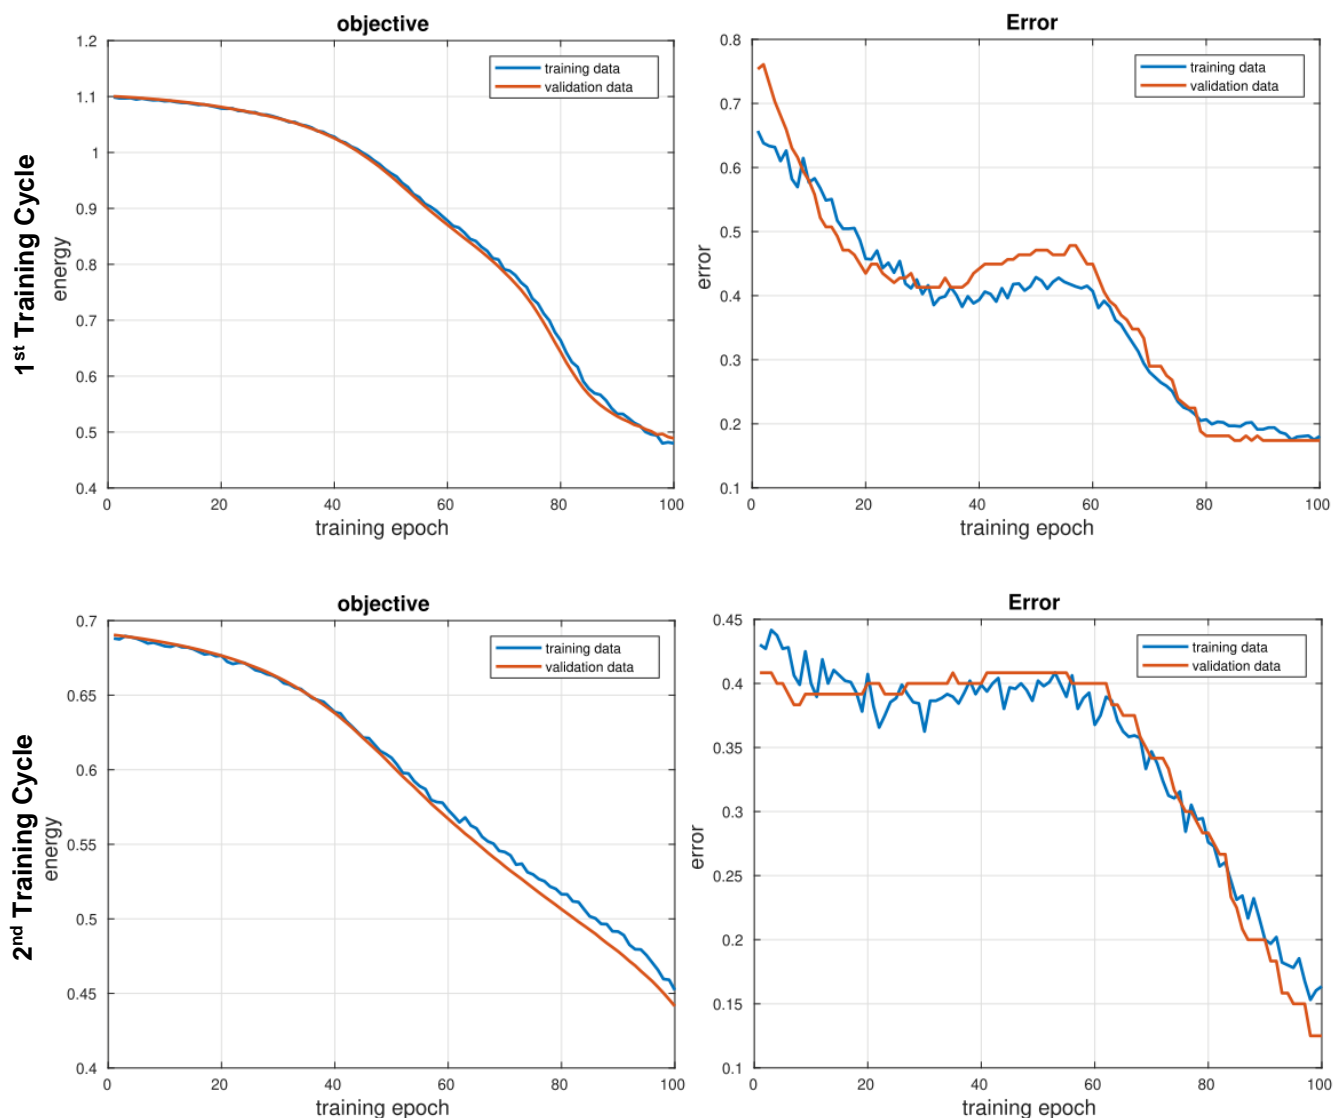 1st Training Cycle
objective
energy
1.2
1.1
1
0.9
0.8
0.7
0.6
0.5
0.4
training data
validation data
0 20 40 60 80 100
training epoch
Error
error
0.8
0.7
0.6
0.5
0.4
0.3
0.2
0.1
training data
validation data
0 20 40 60 80 100
training epoch
2nd Training Cycle
objective
energy
0.7
0.65
0.6
0.55
0.5
0.45
0.4
training data
validation data
0 20 40 60 80 100
training epoch
Error
error
0.45
0.4
0.35
0.3
0.25
0.2
0.15
0.1
training data
validation data
0 20 40 60 80 100
training epoch